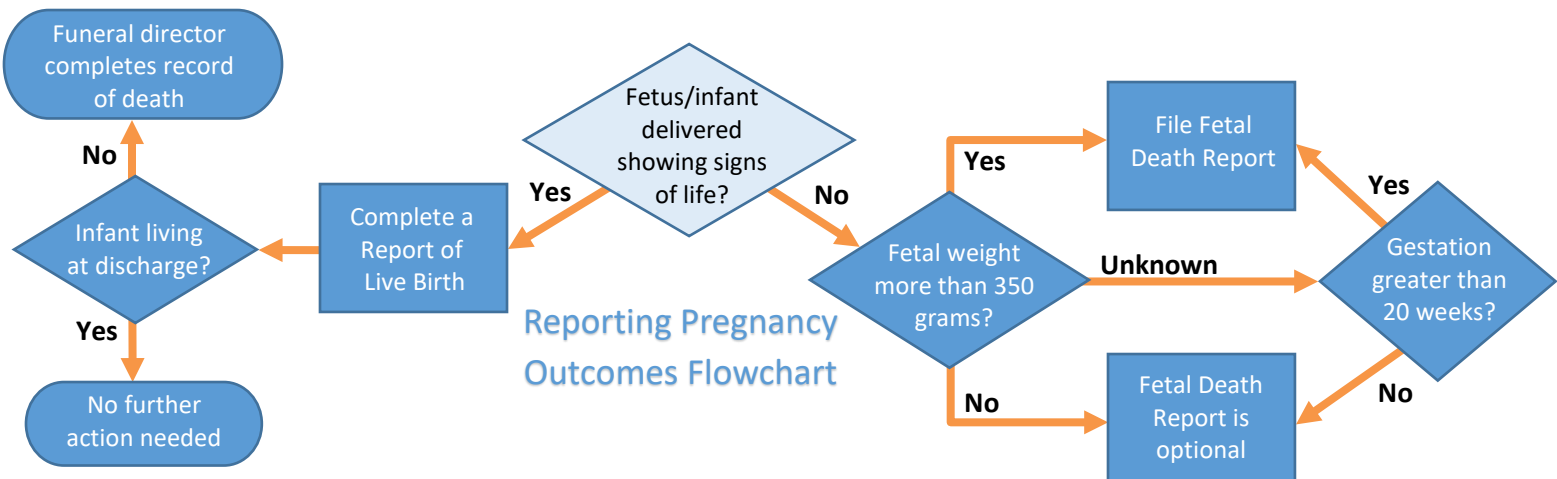 Funeral director
completes record
of death
No
Infant living
at discharge?
Yes
No further
action needed
Complete a
Report of
Live Birth
Yes
Fetus/infant
delivered
showing signs
of life?
No
Reporting Pregnancy
Outcomes Flowchart
Fetal weight
more than 350
grams?
Yes
Unknown
No
File Fetal
Death Report
Yes
Gestation
greater than
20 weeks?
No
Fetal Death
Report is
optional